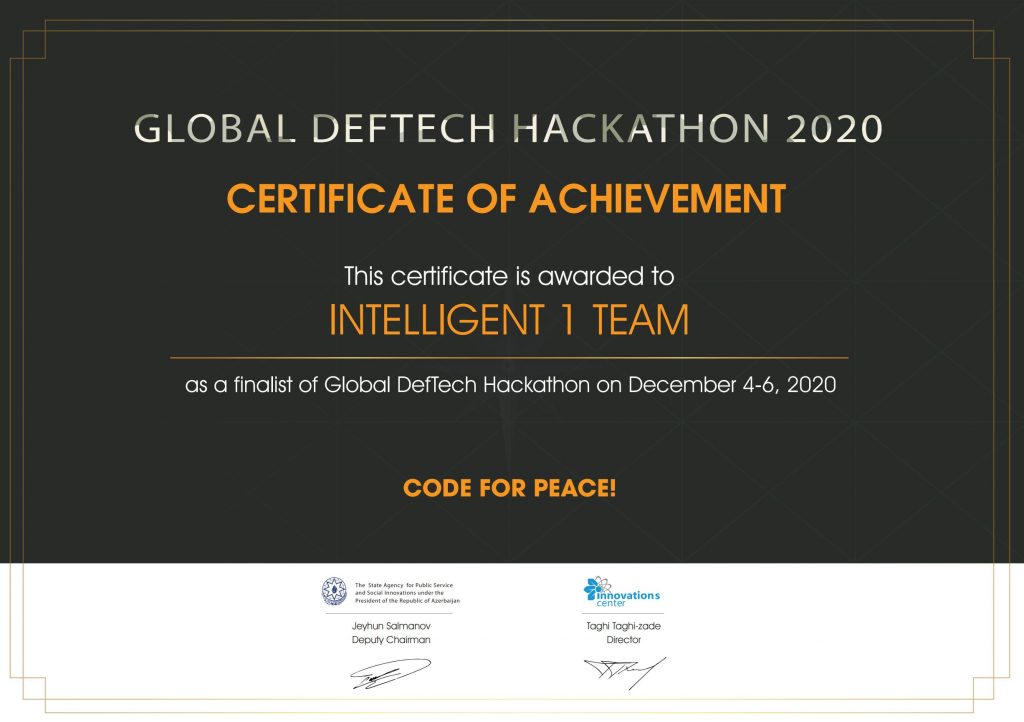 GLOBAL DEFTECH HACKATHON 2020
CERTIFICATE OF ACHIEVEMENT
This certificate is awarded to
INTELLIGENT 1 TEAM
as a finalist of Global DefTech Hackathon on December 4-6, 2020
CODE FOR PEACE!
The State Agency for Public Service
and Social Innovations under the
President of the Republic of Azerbaijan
Jeyhun Salmanov
Deputy Chairman
innovations
center
Taghi Taghi-zade
Director